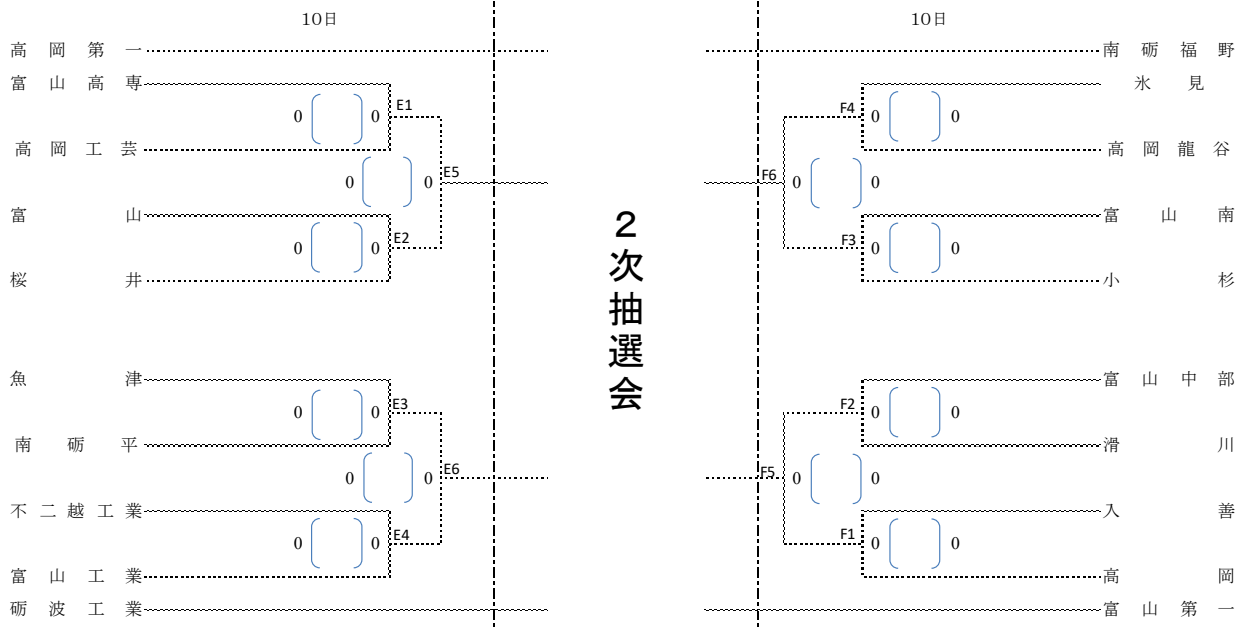 10日 10日
高岡第一 南砺福野
富山高専 氷見
E1 F4
0 0 0 0
高岡工芸 高岡龍谷
E5 F6
0 0 0 0
富山 富山南
E2 F3
0 0 0 0
桜井 小杉
2次抽選会
魚津 富山中部
E3 F2
0 0 0 0
南砺平 滑川
E6 F5
0 0 0 0
不二越工業 入善
E4 F1
0 0 0 0
富山工業 高岡
砺波工業 富山第一